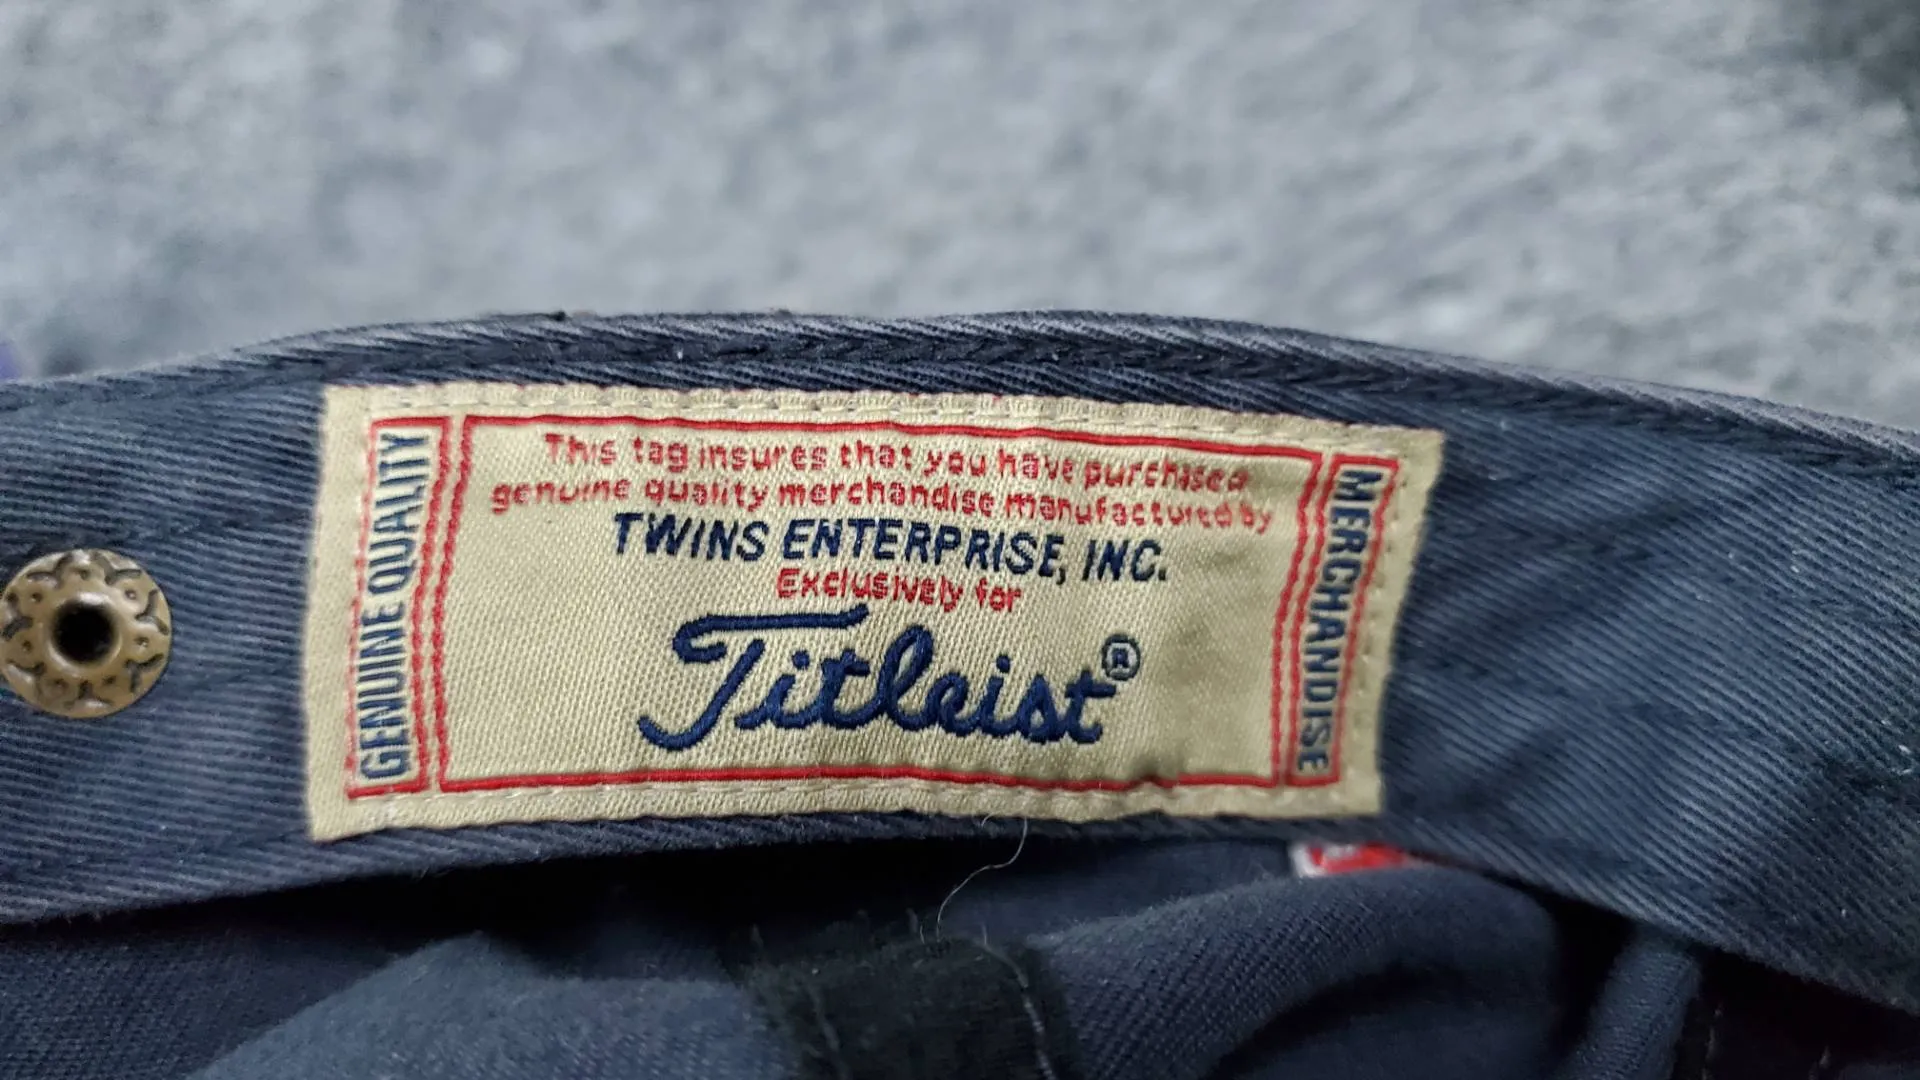 GENUINE QUALITY
This tag insures that you have purchased
genuine quality merchandise manufactured by
TWINS ENTERPRISE, INC.
Exclusively for
Titleist®
MERCHANDISE